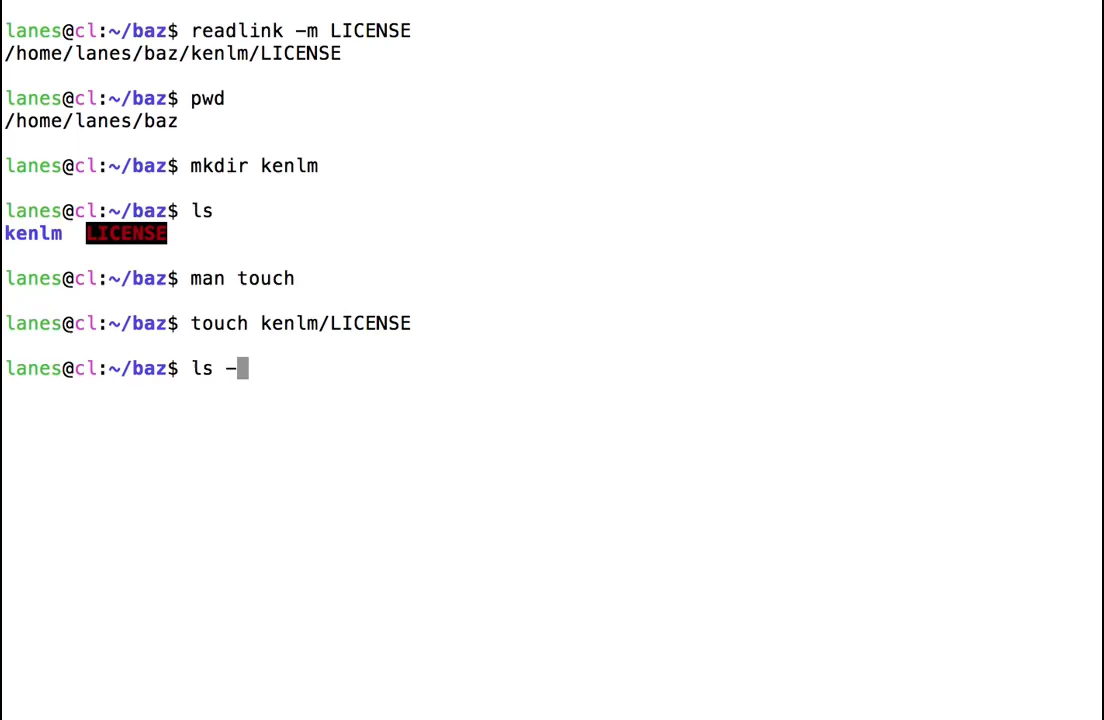 lanes@cl:~/baz$ readlink -m LICENSE
/home/lanes/baz/kenlm/LICENSE
lanes@cl:~/baz$ pwd
/home/lanes/baz
lanes@cl:~/baz$ mkdir kenlm
lanes@cl:~/baz$ ls
kenlm  LICENSE
lanes@cl:~/baz$ man touch
lanes@cl:~/baz$ touch kenlm/LICENSE
lanes@cl:~/baz$ ls -